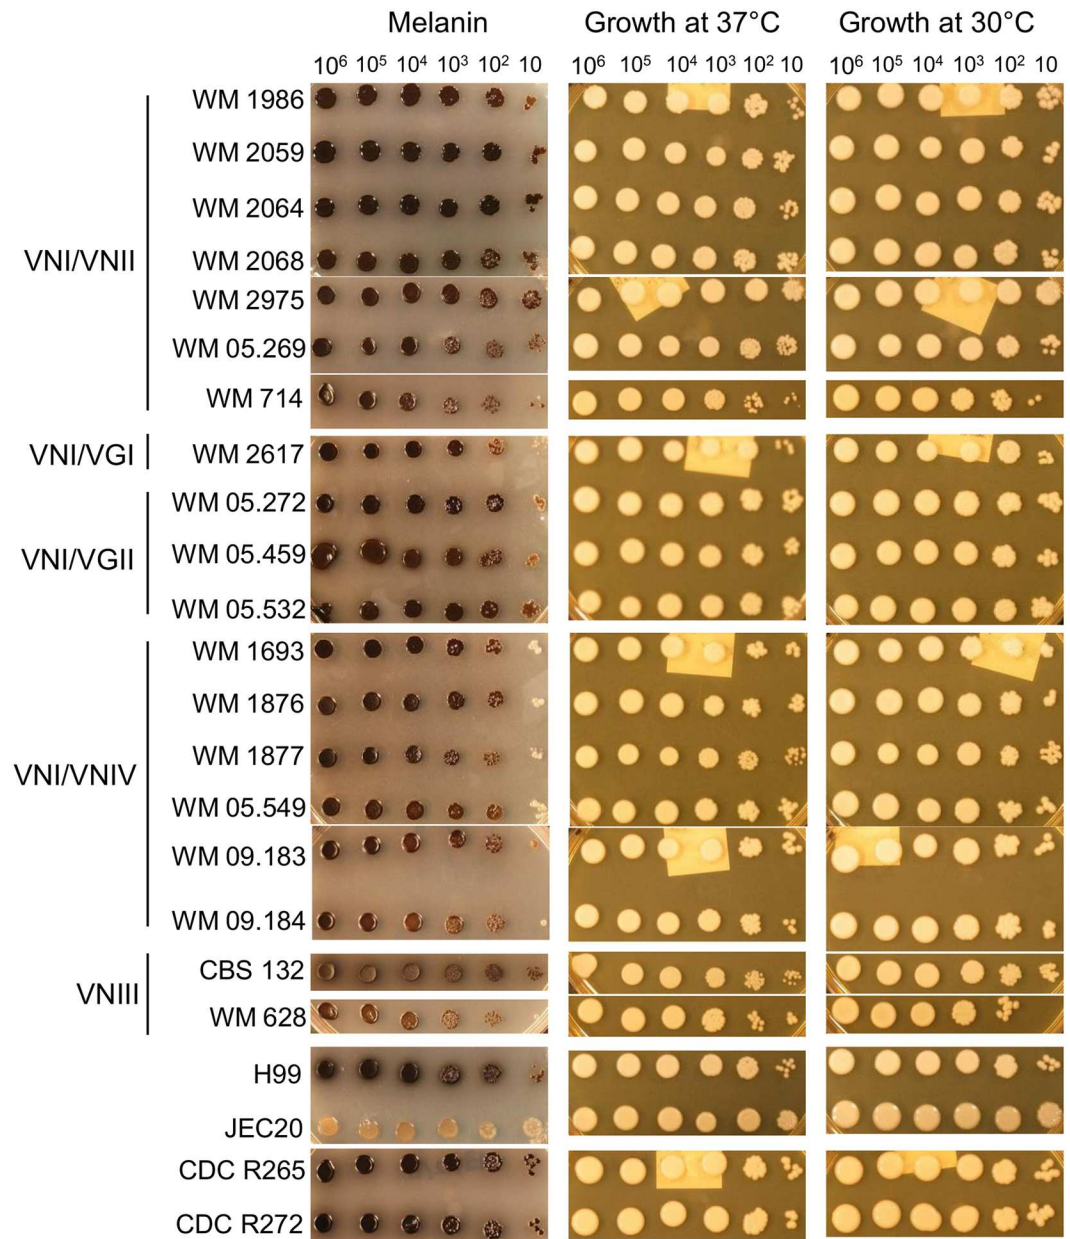 Melanin Growth at 37°C Growth at 30°C
10⁶ 10⁵ 10⁴ 10³ 10² 10 10⁶ 10⁵ 10⁴ 10³ 10² 10 10⁶ 10⁵ 10⁴ 10³ 10² 10
WM 1986
WM 2059
WM 2064
VNI/VNII WM 2068
WM 2975
WM 05.269
WM 714
VNI/VGI WM 2617
WM 05.272
VNI/VGII WM 05.459
WM 05.532
WM 1693
WM 1876
VNI/VNIV WM 1877
WM 05.549
WM 09.183
WM 09.184
CBS 132
VNIII
WM 628
H99
JEC20
CDC R265
CDC R272